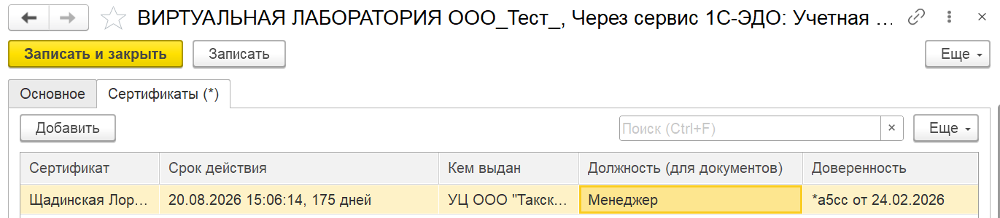 ВИРТУАЛЬНАЯ ЛАБОРАТОРИЯ ООО_Тест_, Через сервис 1С-ЭДО: Учетная ...
Записать и закрыть Записать Еще
Основное Сертификаты (*)
Добавить Поиск (Ctrl+F) × Еще
Сертификат Срок действия Кем выдан Должность (для документов) Доверенность
Щадинская Лор... 20.08.2026 15:06:14, 175 дней УЦ ООО "Такск... Менеджер *a5cc от 24.02.2026